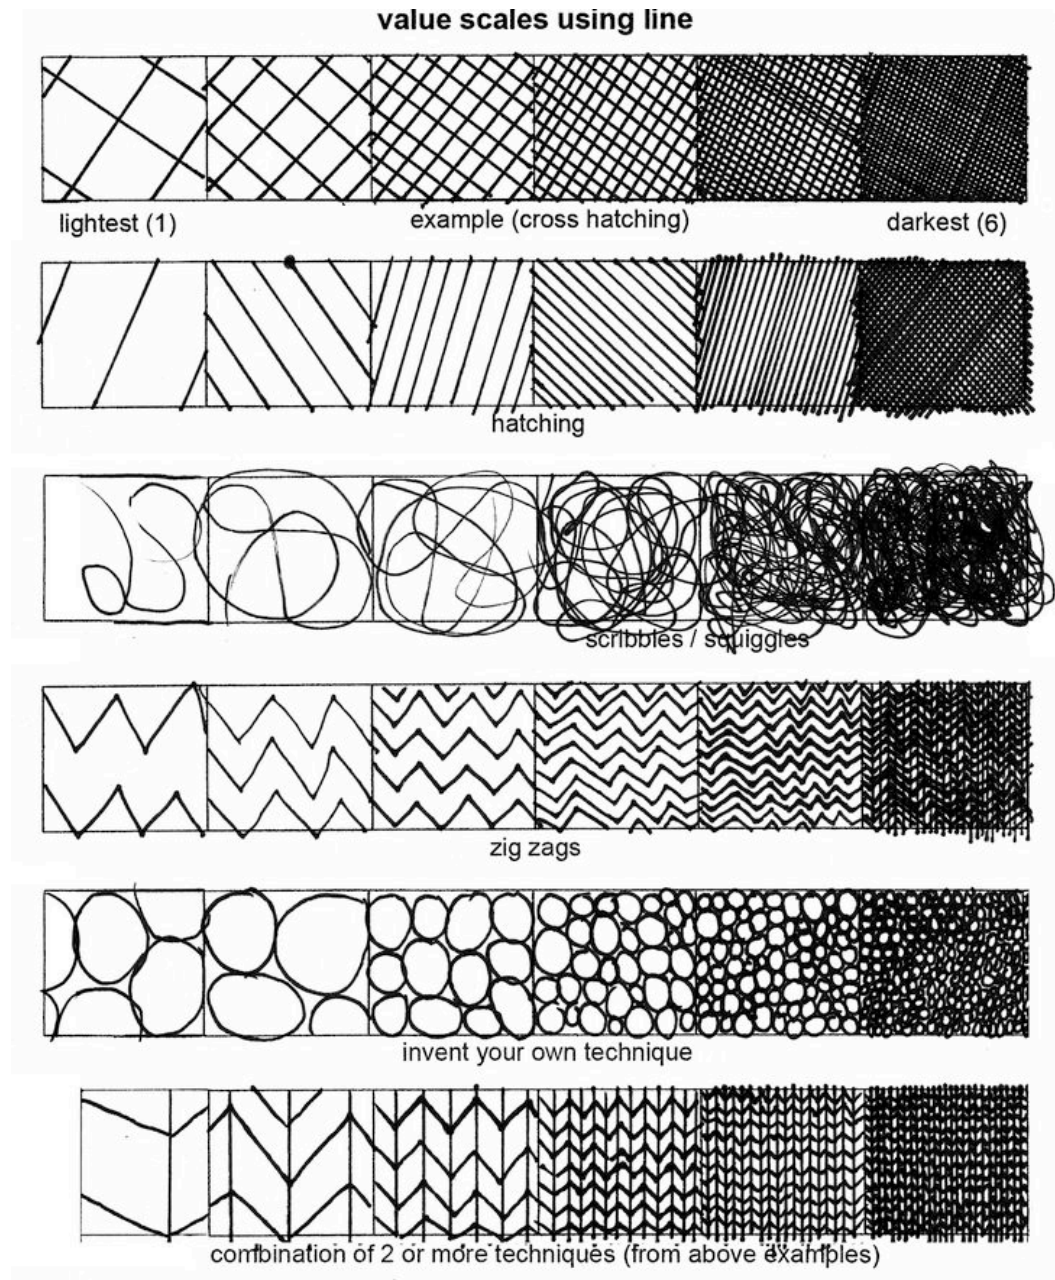 value scales using line
lightest (1)
example (cross hatching)
darkest (6)
hatching
scribbles / squiggles
zig zags
invent your own technique
combination of 2 or more techniques (from above examples)